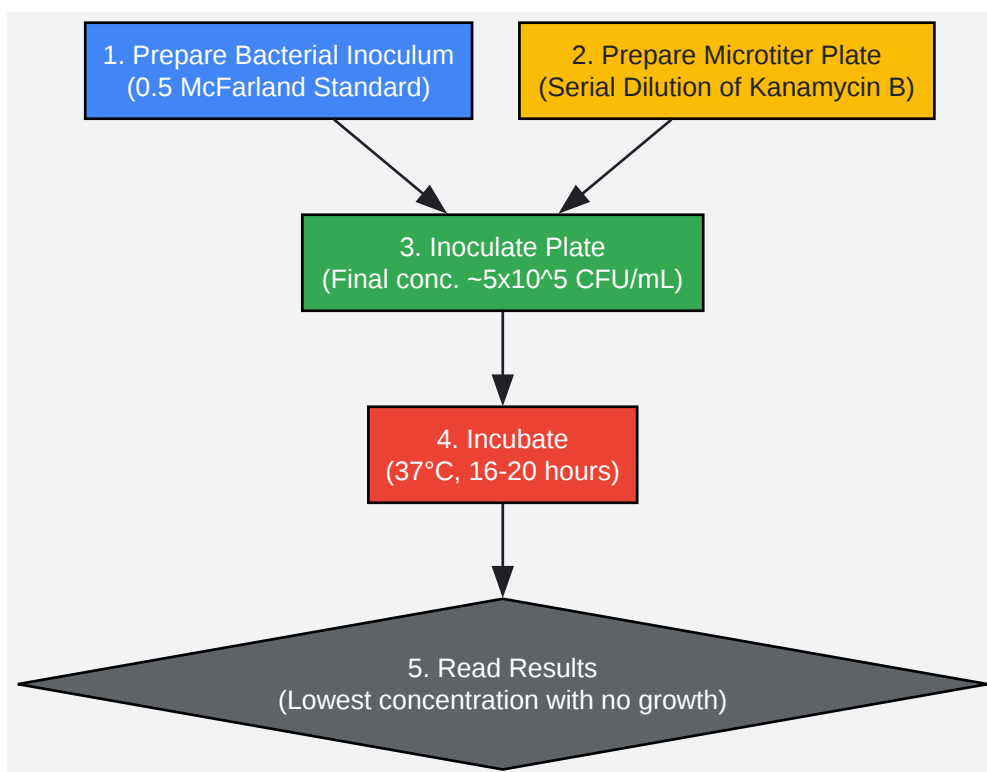 1. Prepare Bacterial Inoculum
(0.5 McFarland Standard)
2. Prepare Microtiter Plate
(Serial Dilution of Kanamycin B)
3. Inoculate Plate
(Final conc. ~5x10^5 CFU/mL)
4. Incubate
(37°C, 16-20 hours)
5. Read Results
(Lowest concentration with no growth)